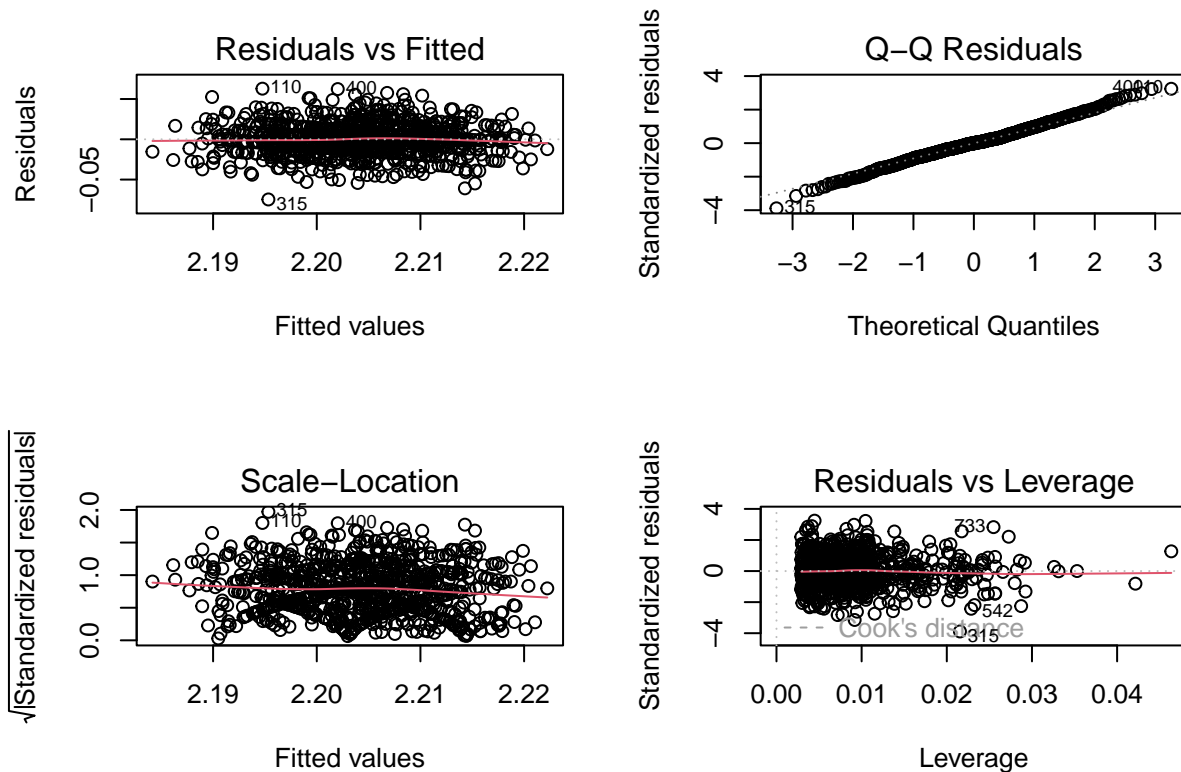 Residuals vs Fitted
Residuals
−0.05
110
400
315
2.19 2.20 2.21 2.22
Fitted values
Q−Q Residuals
Standardized residuals
−4 0 4
315
−3 −2 −1 0 1 2 3
Theoretical Quantiles
Scale−Location
√|Standardized residuals|
0.0 1.0 2.0
315
110
400
2.19 2.20 2.21 2.22
Fitted values
Residuals vs Leverage
Standardized residuals
−4 0 4
733
542
Cook's distance
315
0.00 0.01 0.02 0.03 0.04
Leverage